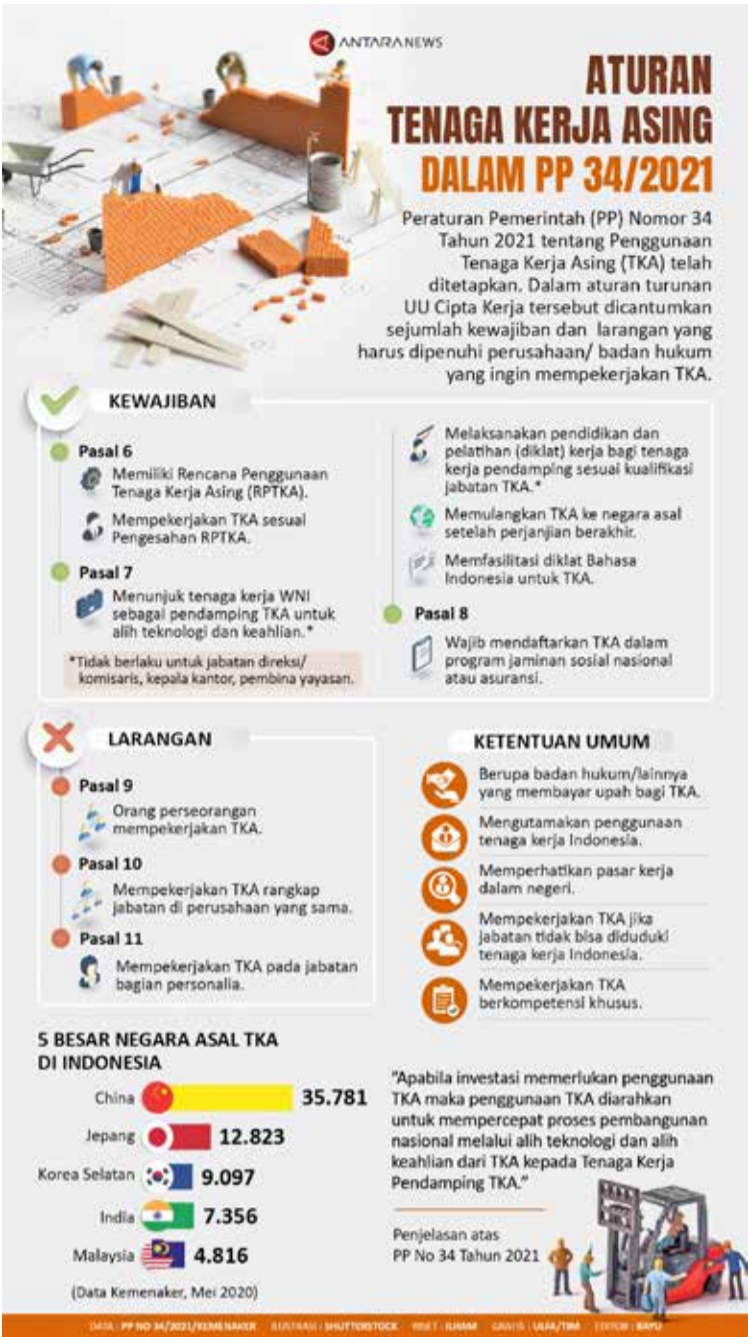 ANTARANEWS
ATURAN
TENAGA KERJA ASING
DALAM PP 34/2021
Peraturan Pemerintah (PP) Nomor 34
Tahun 2021 tentang Penggunaan
Tenaga Kerja Asing (TKA) telah
ditetapkan. Dalam aturan turunan
UU Cipta Kerja tersebut dicantumkan
sejumlah kewajiban dan larangan yang
harus dipenuhi perusahaan/ badan hukum
yang ingin mempekerjakan TKA.
KEWAJIBAN
Pasal 6
Memiliki Rencana Penggunaan
Tenaga Kerja Asing (RPTKA).
Mempekerjakan TKA sesuai
Pengesahan RPTKA.
Pasal 7
Menunjuk tenaga kerja WNI
sebagai pendamping TKA untuk
alih teknologi dan keahlian.*
*Tidak berlaku untuk jabatan direksi/
komisaris, kepala kantor, pembina yayasan.
Melaksanakan pendidikan dan
pelatihan (diklat) kerja bagi tenaga
kerja pendamping sesuai kualifikasi
jabatan TKA.*
Memulangkan TKA ke negara asal
setelah perjanjian berakhir.
Memfasilitasi diklat Bahasa
Indonesia untuk TKA.
Pasal 8
Wajib mendaftarkan TKA dalam
program jaminan sosial nasional
atau asuransi.
LARANGAN
Pasal 9
Orang perseorangan
mempekerjakan TKA.
Pasal 10
Mempekerjakan TKA rangkap
jabatan di perusahaan yang sama.
Pasal 11
Mempekerjakan TKA pada jabatan
bagian personalia.
KETENTUAN UMUM
Berupa badan hukum/lainnya
yang membayar upah bagi TKA.
Mengutamakan penggunaan
tenaga kerja Indonesia.
Memperhatikan pasar kerja
dalam negeri.
Mempekerjakan TKA jika
jabatan tidak bisa diduduki
tenaga kerja Indonesia.
Mempekerjakan TKA
berkompetensi khusus.
5 BESAR NEGARA ASAL TKA
DI INDONESIA
China 35.781
Jepang 12.823
Korea Selatan 9.097
India 7.356
Malaysia 4.816
(Data Kemenaker, Mei 2020)
"Apabila investasi memerlukan penggunaan
TKA maka penggunaan TKA diarahkan
untuk mempercepat proses pembangunan
nasional melalui alih teknologi dan alih
keahlian dari TKA kepada Tenaga Kerja
Pendamping TKA."
Penjelasan atas
PP No 34 Tahun 2021
DATA : PP NO 34/2021/KEMENAKER ILUSTRASI : SHUTTERSTOCK RISET : ILHAM GRAFIS : ULFA/TIM EDITOR : BAYU